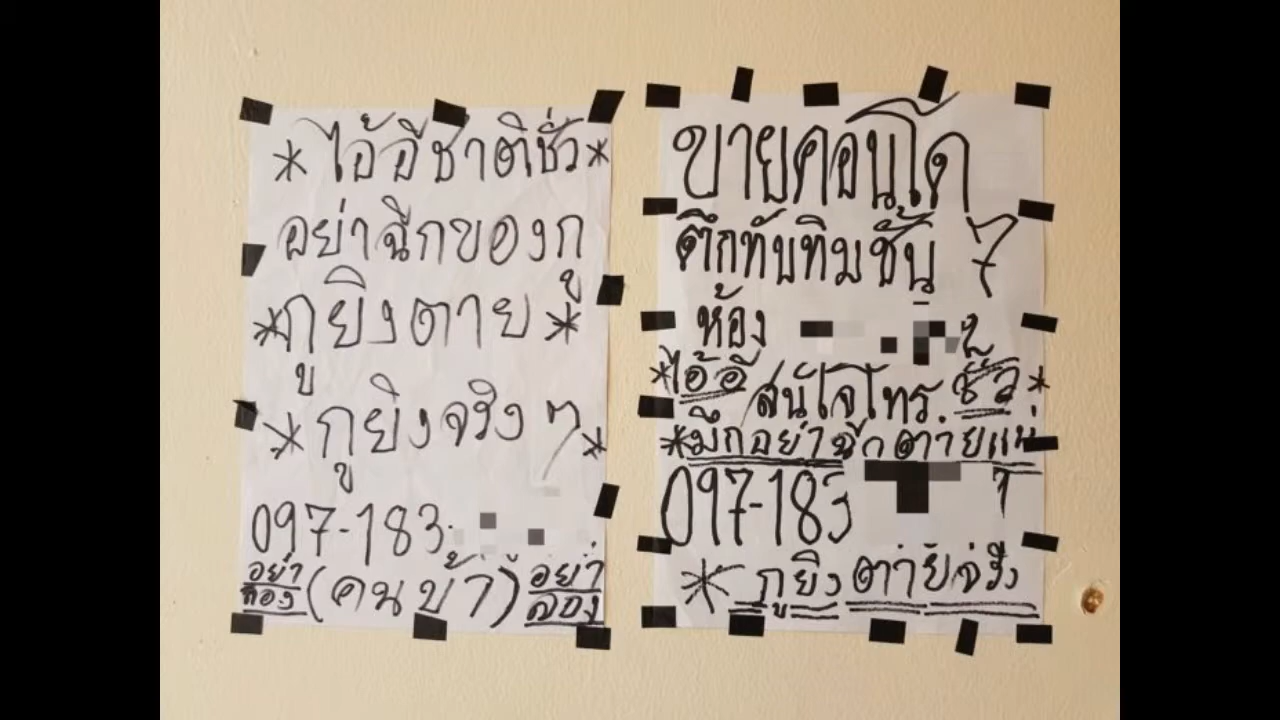 * ไอ้อีชาติชั่ว *
อย่าฉีกของกู
*กูยิงตาย*
*กูยิงจริง ๆ*
097-183-
อย่า
ลอง
(คนบ้า)
อย่า
ลอง
ขายคอนโด
ตึกทับทิมชั้น 7
ห้อง
*ไอ้อี
สนใจโทร.
ชั่ว*
*มึกอย่าฉีกตายแน่
097-183
* กูยิงตายจริง